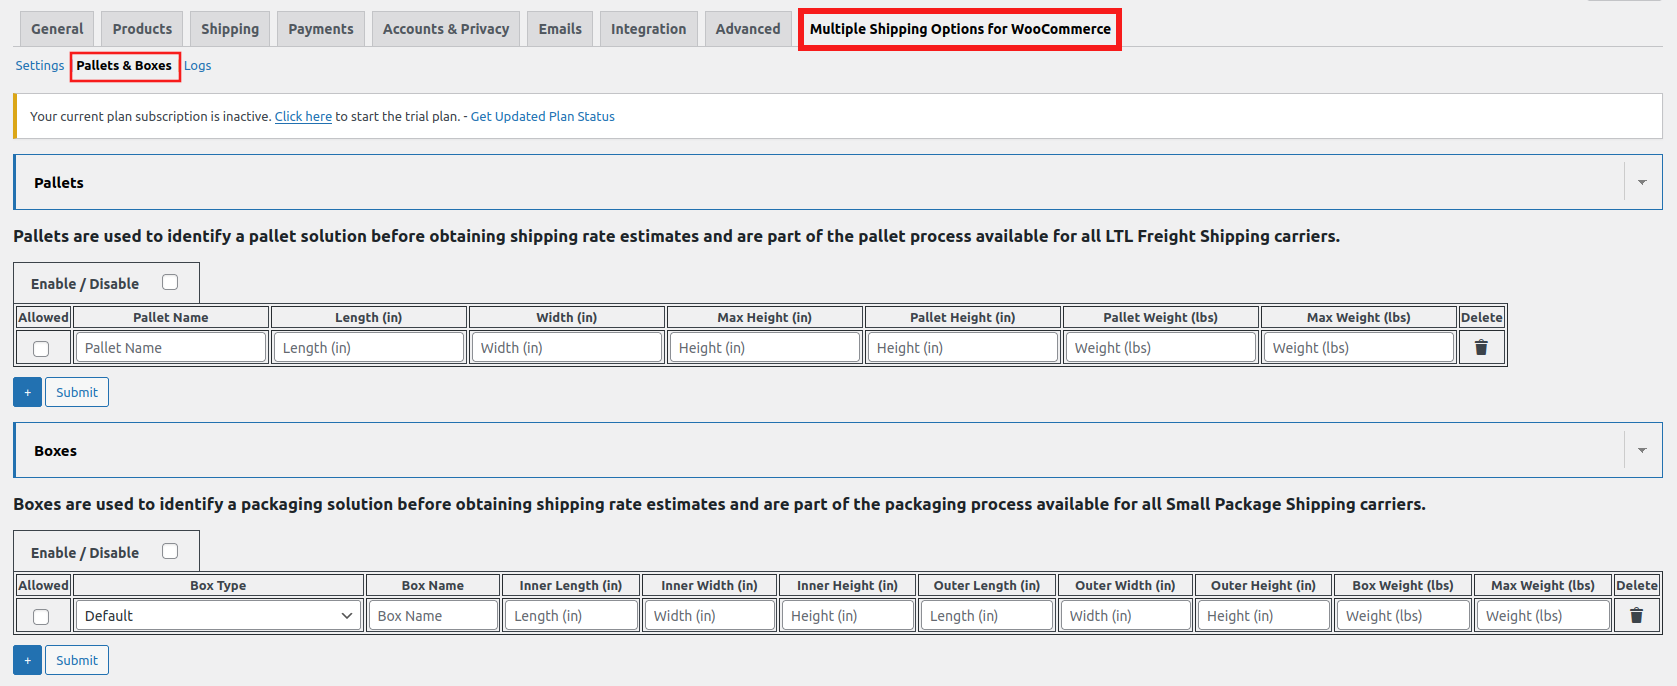 General Products Shipping Payments Accounts & Privacy Emails Integration Advanced Multiple Shipping Options for WooCommerce
Settings Pallets & Boxes Logs
Your current plan subscription is inactive. Click here to start the trial plan. - Get Updated Plan Status
Pallets
Pallets are used to identify a pallet solution before obtaining shipping rate estimates and are part of the pallet process available for all LTL Freight Shipping carriers.
Enable / Disable
Allowed Pallet Name Length (in) Width (in) Max Height (in) Pallet Height (in) Pallet Weight (lbs) Max Weight (lbs) Delete
Pallet Name Length (in) Width (in) Height (in) Height (in) Weight (lbs) Weight (lbs)
+ Submit
Boxes
Boxes are used to identify a packaging solution before obtaining shipping rate estimates and are part of the packaging process available for all Small Package Shipping carriers.
Enable / Disable
Allowed Box Type Box Name Inner Length (in) Inner Width (in) Inner Height (in) Outer Length (in) Outer Width (in) Outer Height (in) Box Weight (lbs) Max Weight (lbs) Delete
Default Box Name Length (in) Width (in) Height (in) Length (in) Width (in) Height (in) Weight (lbs) Weight (lbs)
+ Submit